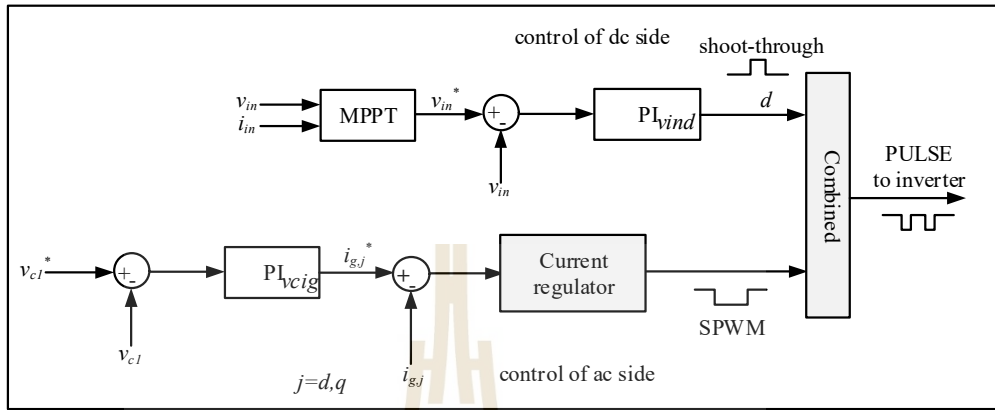 control of dc side
shoot-through
v_in
i_in
MPPT
v_in*
+
-
v_in
PI_vind
d
Combined
PULSE
to inverter
v_c1*
+
-
v_c1
PI_vcig
i_g,j*
+
-
i_g,j
Current
regulator
SPWM
j=d,q
control of ac side